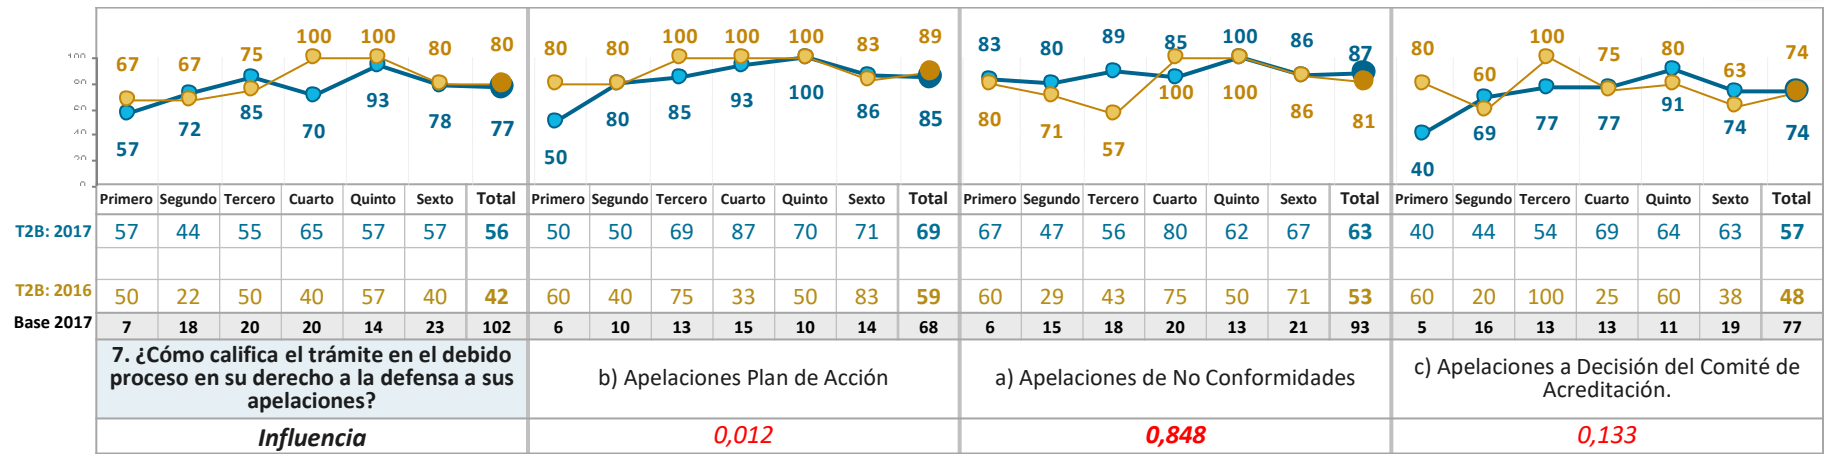 67 67 75 100 100 80 80
57 72 85 70 93 78 77
80 80 100 100 100 83 89
50 80 85 93 100 86 85
83 80 89 85 100 86 87
80 71 57 100 100 86 81
80 60 100 75 80 63 74
40 69 77 77 91 74 74
Primero Segundo Tercero Cuarto Quinto Sexto Total Primero Segundo Tercero Cuarto Quinto Sexto Total Primero Segundo Tercero Cuarto Quinto Sexto Total Primero Segundo Tercero Cuarto Quinto Sexto Total
T2B: 2017 57 44 55 65 57 57 56 50 50 69 87 70 71 69 67 47 56 80 62 67 63 40 44 54 69 64 63 57
T2B: 2016 50 22 50 40 57 40 42 60 40 75 33 50 83 59 60 29 43 75 50 71 53 60 20 100 25 60 38 48
Base 2017 7 18 20 20 14 23 102 6 10 13 15 10 14 68 6 15 18 20 13 21 93 5 16 13 13 11 19 77
7. ¿Cómo califica el trámite en el debido
proceso en su derecho a la defensa a sus
apelaciones?
b) Apelaciones Plan de Acción
a) Apelaciones de No Conformidades
c) Apelaciones a Decisión del Comité de
Acreditación.
Influencia 0,012 0,848 0,133